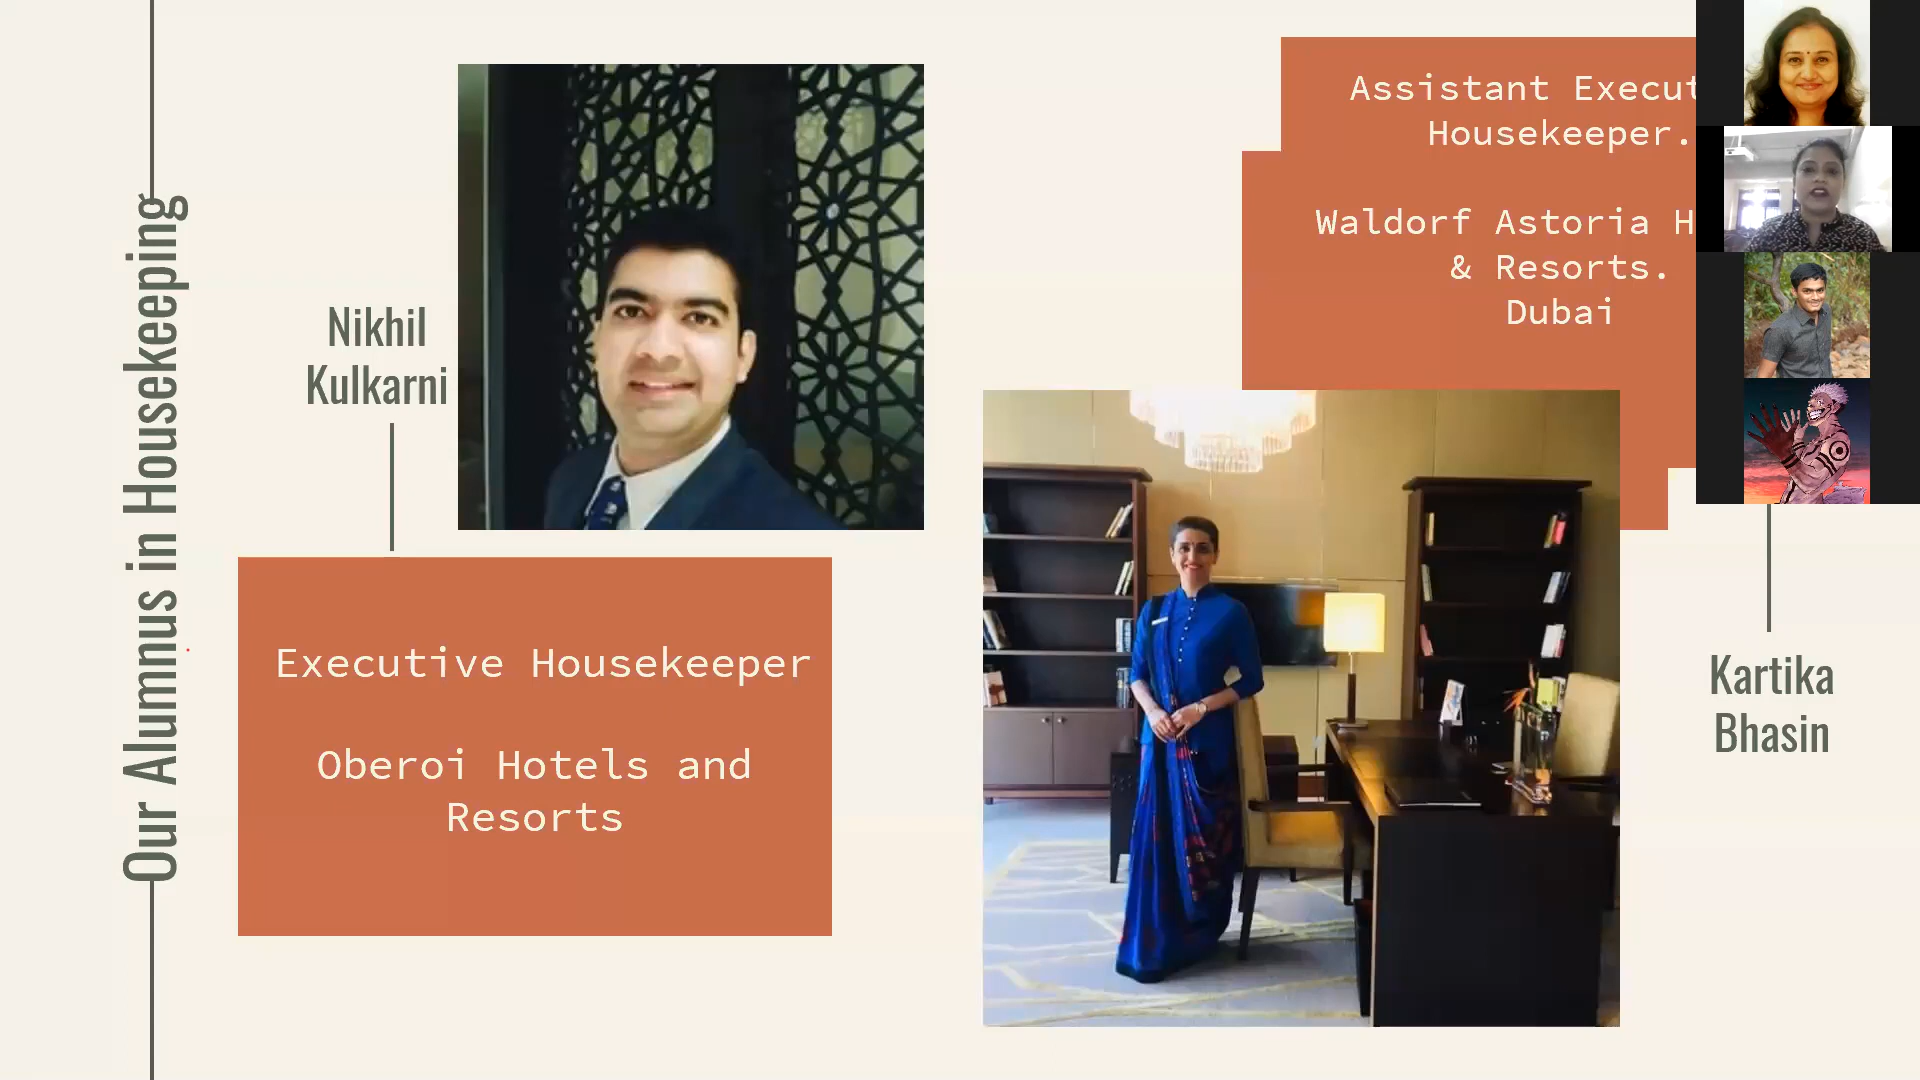 Our Alumnus in Housekeeping
Nikhil
Kulkarni
Executive Housekeeper
Oberoi Hotels and
Resorts
Assistant
Housekeeper.
Waldorf Astoria
& Resorts.
Dubai
Kartika
Bhasin